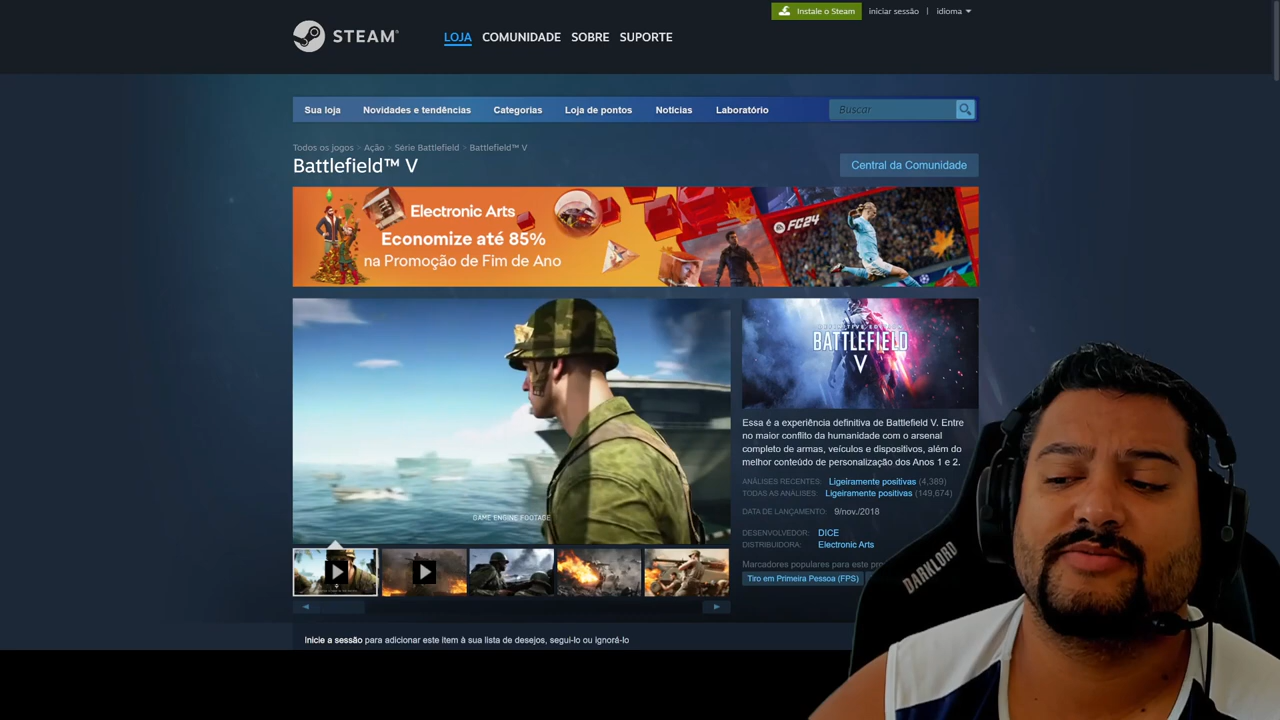 Instale o Steam
iniciar sessão
|
idioma
STEAM®
LOJA
COMUNIDADE
SOBRE
SUPORTE
Sua loja
Novidades e tendências
Categorias
Loja de pontos
Notícias
Laboratório
Buscar
Todos os jogos > Ação > Série Battlefield > Battlefield™ V
Battlefield™ V
Central da Comunidade
Electronic Arts
Economize até 85%
na Promoção de Fim de Ano
FC24
GAME ENGINE FOOTAGE
DEFINITIVE EDITION
BATTLEFIELD
V
Essa é a experiência definitiva de Battlefield V. Entre
no maior conflito da humanidade com o arsenal
completo de armas, veículos e dispositivos, além do
melhor conteúdo de personalização dos Anos 1 e 2.
ANÁLISES RECENTES: Ligeiramente positivas (4,389)
TODAS AS ANÁLISES: Ligeiramente positivas (149,674)
DATA DE LANÇAMENTO: 9/nov./2018
DESENVOLVEDOR: DICE
DISTRIBUIDORA: Electronic Arts
Marcadores populares para este
Tiro em Primeira Pessoa (FPS)
Inicie a sessão para adicionar este item à sua lista de desejos, segui-lo ou ignorá-lo
DARKLORD